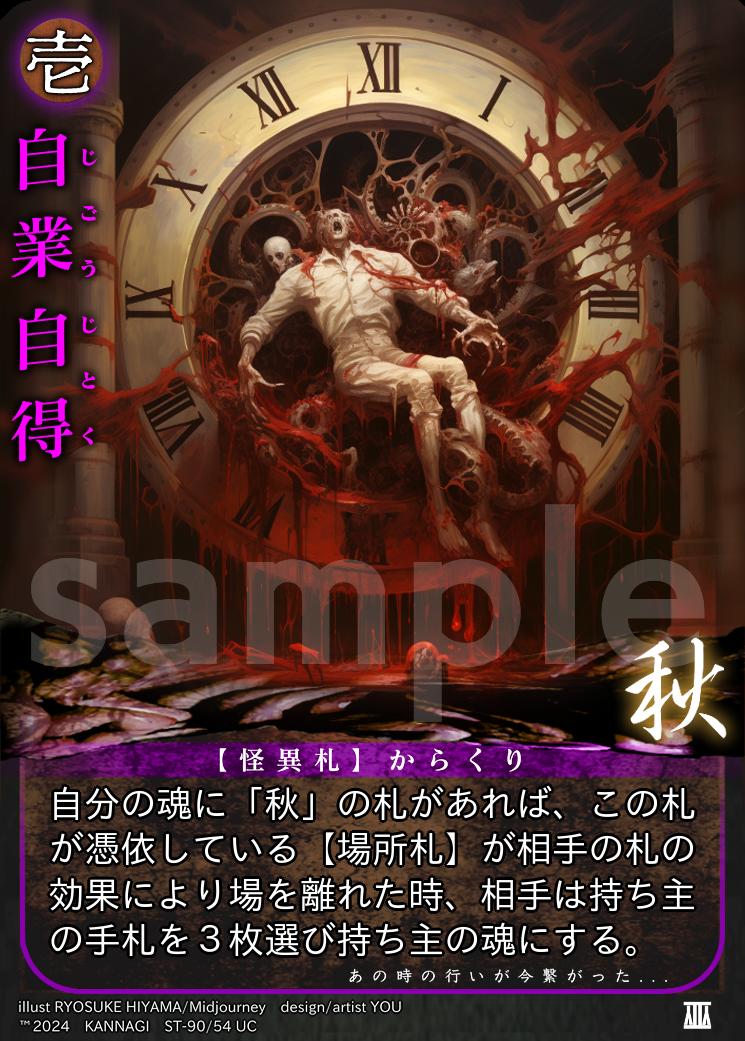 壱
自業自得
じごうじとく
XII
XII
I
X
IX
III
sample
秋
【怪異札】からくり
自分の魂に「秋」の札があれば、この札
が憑依している【場所札】が相手の札の
効果により場を離れた時、相手は持ち主
の手札を３枚選び持ち主の魂にする。
あの時の行いが今繋がった...
illust RYOSUKE HIYAMA/Midjourney design/artist YOU
™2024 KANNAGI ST-90/54 UC